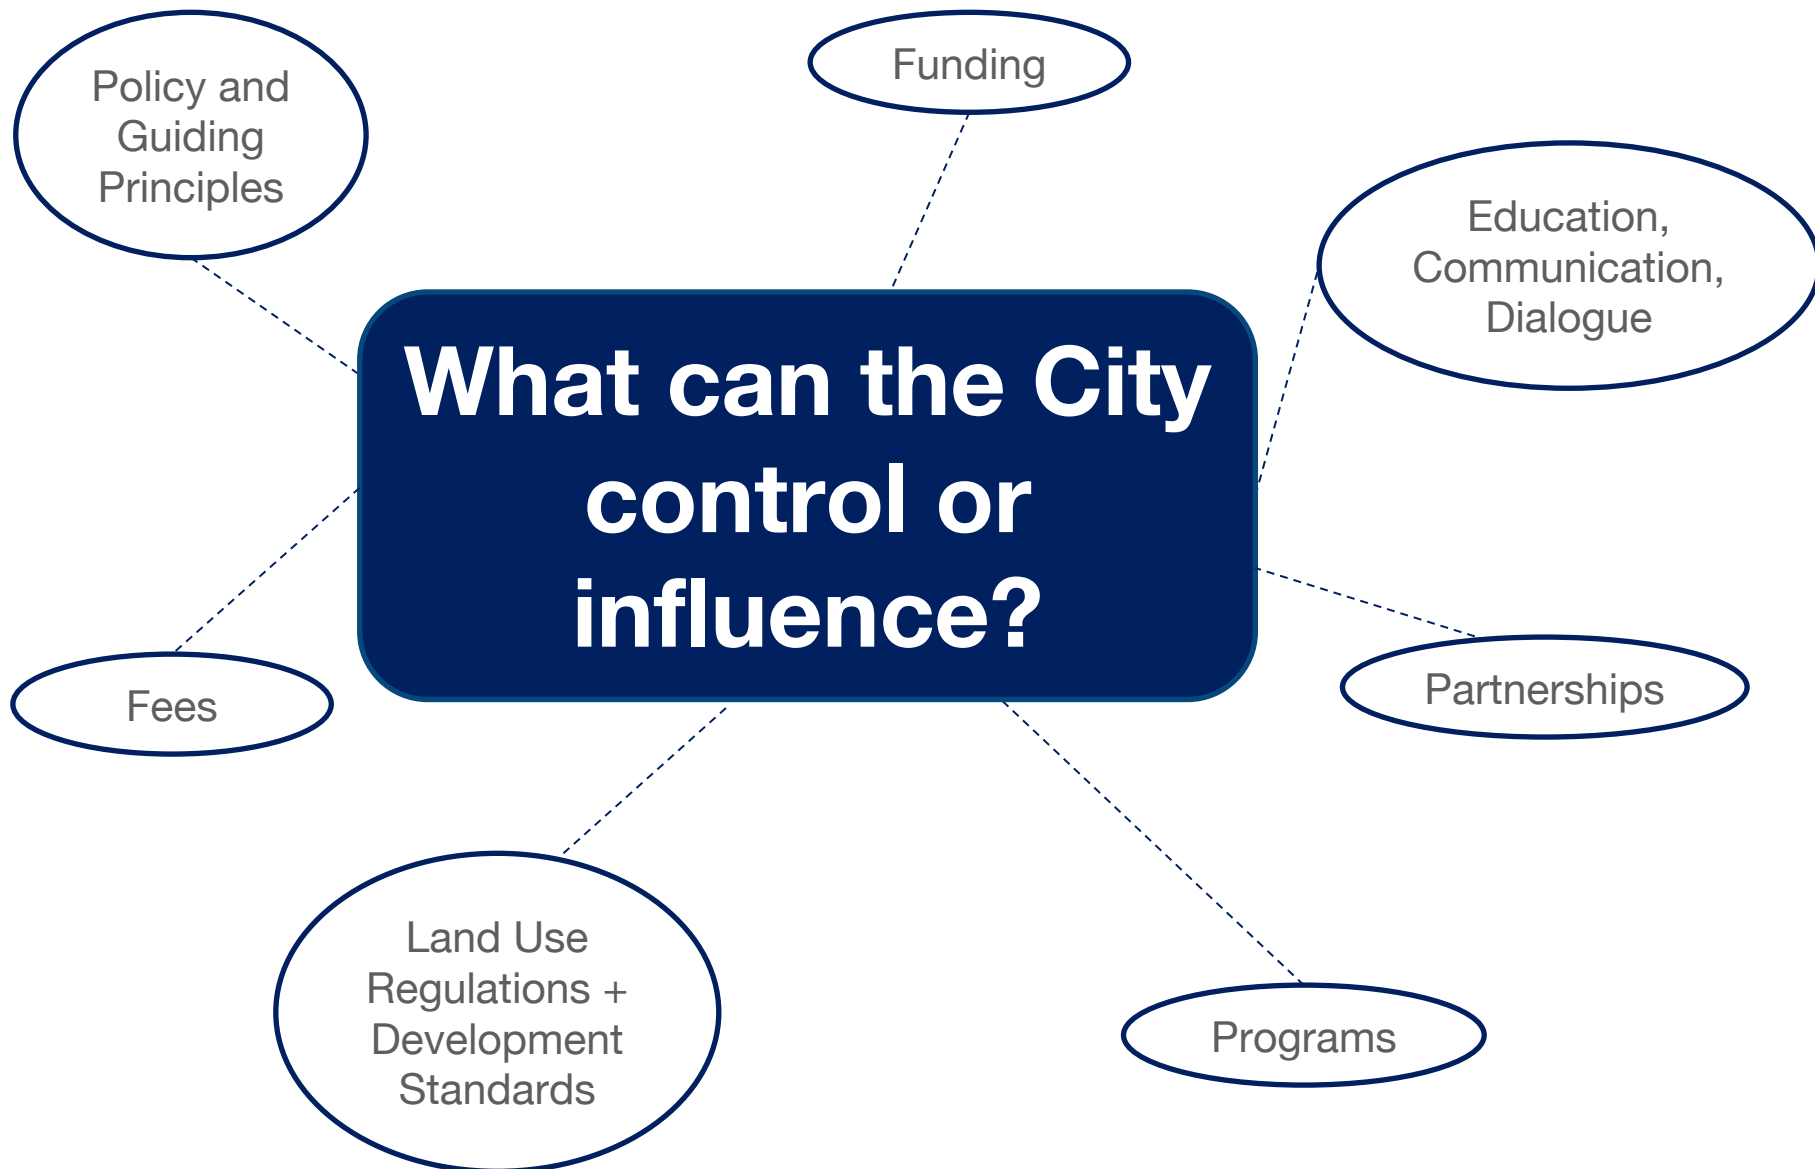 Policy and
Guiding
Principles
Funding
Education,
Communication,
Dialogue
What can the City
control or
influence?
Fees
Partnerships
Land Use
Regulations +
Development
Standards
Programs